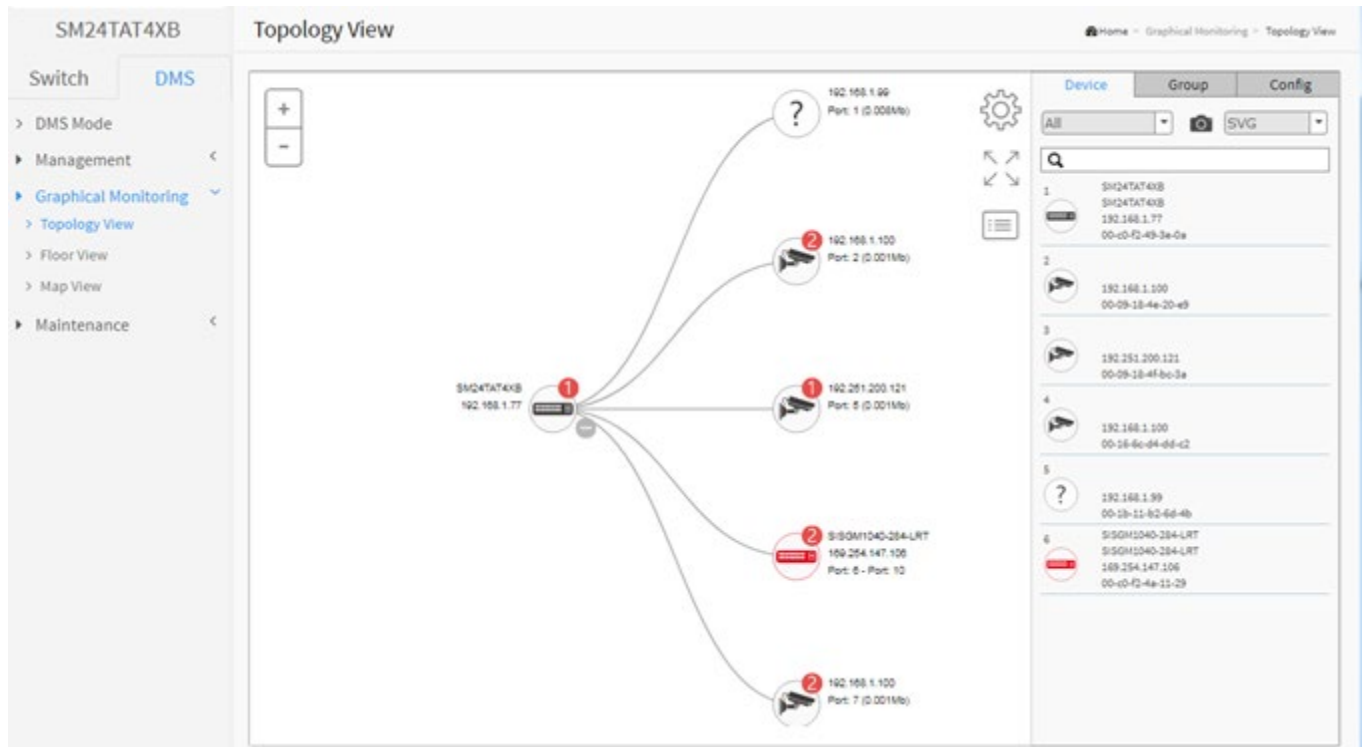 SM24TAT4XB
Topology View
Home > Graphical Monitoring > Topology View
Switch
DMS
> DMS Mode
Management
Graphical Monitoring
> Topology View
> Floor View
> Map View
Maintenance
+
-
192.168.1.99
Port: 1 (0.008Mb)
?
2
192.168.1.100
Port: 2 (0.001Mb)
SM24TAT4XB
192.168.1.77
1
1
192.251.200.121
Port: 5 (0.001Mb)
2
SISGM1040-284-LRT
169.254.147.106
Port: 6 - Port: 10
2
192.168.1.100
Port: 7 (0.001Mb)
Device
Group
Config
All
SVG
1
SM24TAT4XB
SM24TAT4XB
192.168.1.77
00-c0-f2-49-3e-0a
2
192.168.1.100
00-09-18-4e-20-e9
3
192.251.200.121
00-09-18-4f-bc-3a
4
192.168.1.100
00-16-6c-d4-dd-c2
5
?
192.168.1.99
00-1b-11-b2-6d-4b
6
SISGM1040-284-LRT
SISGM1040-284-LRT
169.254.147.106
00-c0-f2-4a-11-29